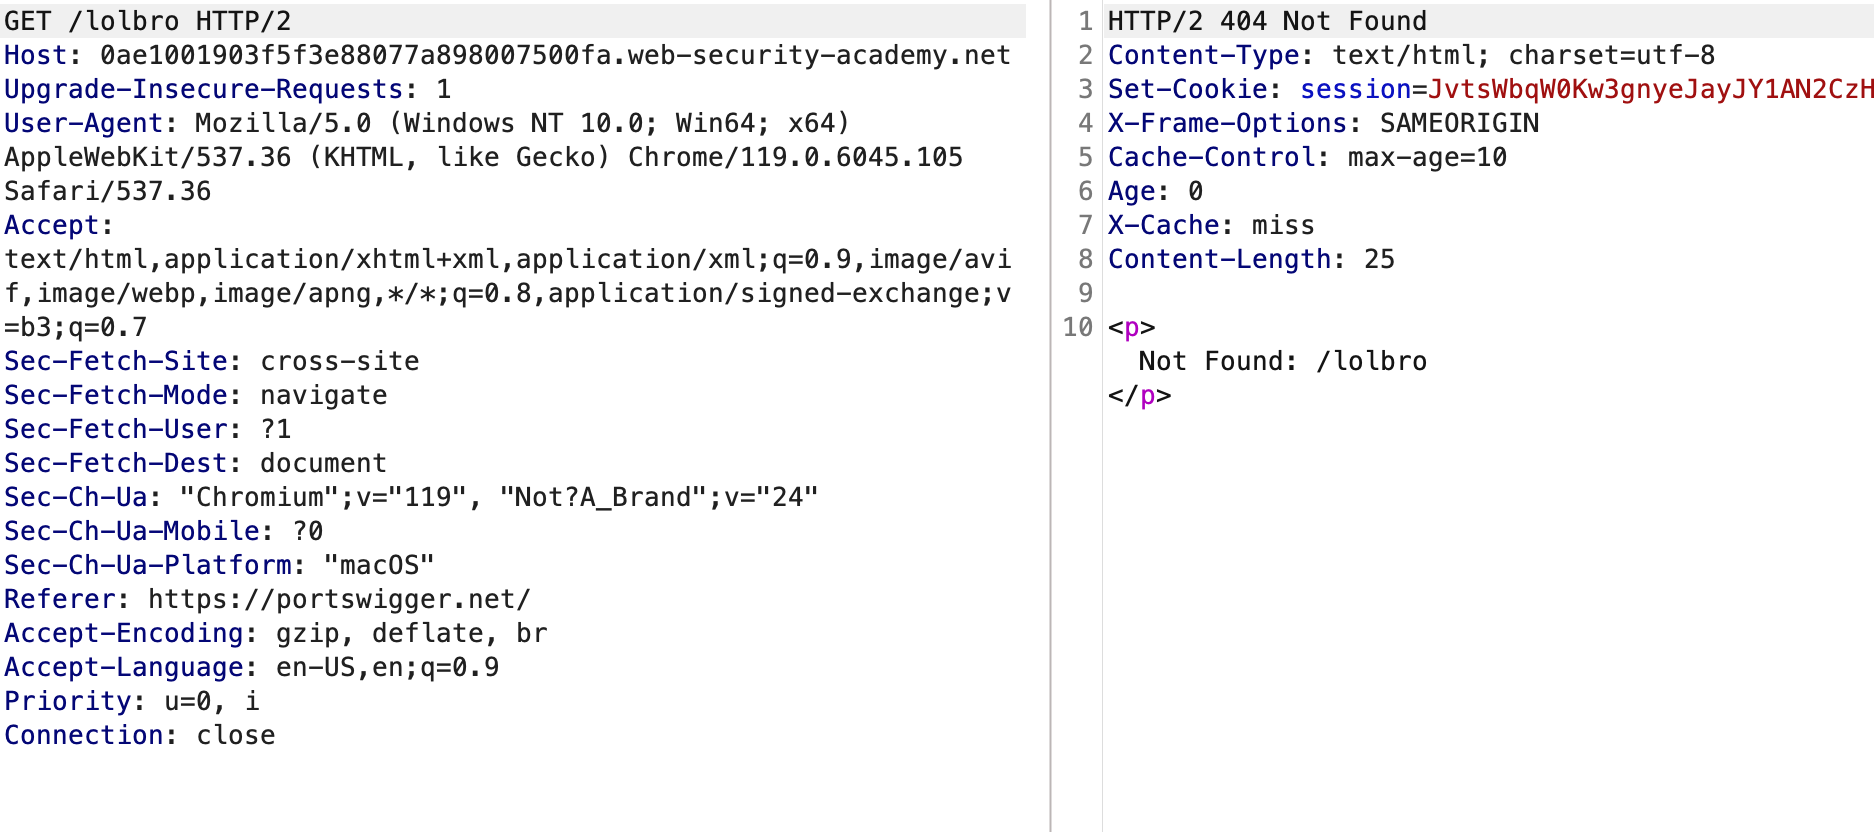 GET /lolbro HTTP/2
Host: 0ae1001903f5f3e88077a898007500fa.web-security-academy.net
Upgrade-Insecure-Requests: 1
User-Agent: Mozilla/5.0 (Windows NT 10.0; Win64; x64)
AppleWebKit/537.36 (KHTML, like Gecko) Chrome/119.0.6045.105
Safari/537.36
Accept:
text/html,application/xhtml+xml,application/xml;q=0.9,image/avi
f,image/webp,image/apng,*/*;q=0.8,application/signed-exchange;v
=b3;q=0.7
Sec-Fetch-Site: cross-site
Sec-Fetch-Mode: navigate
Sec-Fetch-User: ?1
Sec-Fetch-Dest: document
Sec-Ch-Ua: "Chromium";v="119", "Not?A_Brand";v="24"
Sec-Ch-Ua-Mobile: ?0
Sec-Ch-Ua-Platform: "macOS"
Referer: https://portswigger.net/
Accept-Encoding: gzip, deflate, br
Accept-Language: en-US,en;q=0.9
Priority: u=0, i
Connection: close
1 HTTP/2 404 Not Found
2 Content-Type: text/html; charset=utf-8
3 Set-Cookie: session=JvtsWbqW0Kw3gnyeJayJY1AN2CzH
4 X-Frame-Options: SAMEORIGIN
5 Cache-Control: max-age=10
6 Age: 0
7 X-Cache: miss
8 Content-Length: 25
9
10 <p>
Not Found: /lolbro
</p>